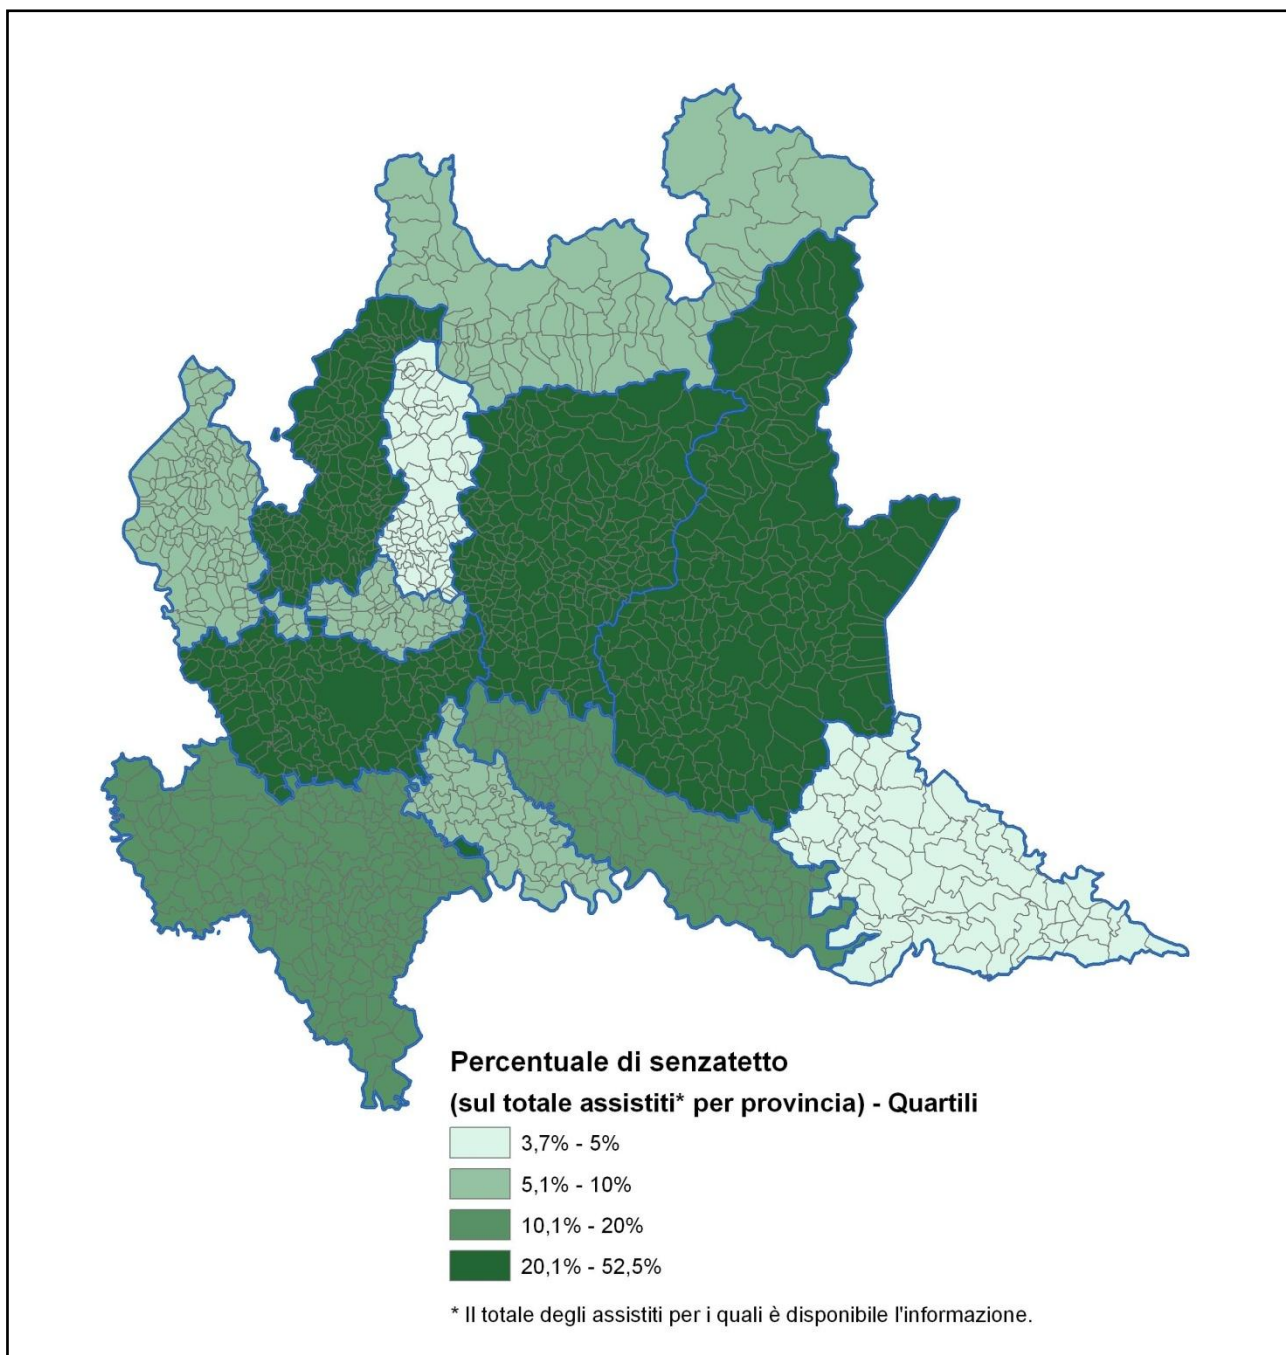 Percentuale di senzatetto
(sul totale assistiti* per provincia) - Quartili
3,7% - 5%
5,1% - 10%
10,1% - 20%
20,1% - 52,5%
* Il totale degli assistiti per i quali è disponibile l'informazione.